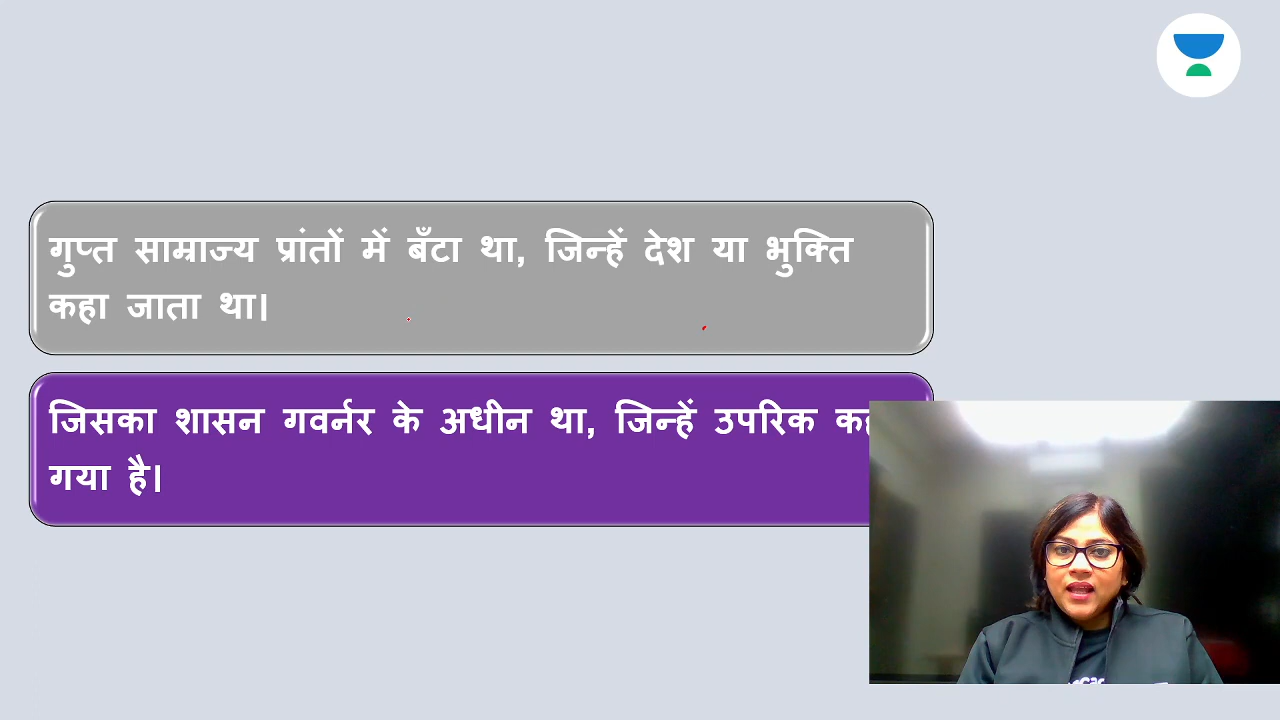 गुप्त साम्राज्य प्रांतों में बँटा था, जिन्हें देश या भुक्ति
कहा जाता था।
जिसका शासन गवर्नर के अधीन था, जिन्हें उपरिक
गया है।